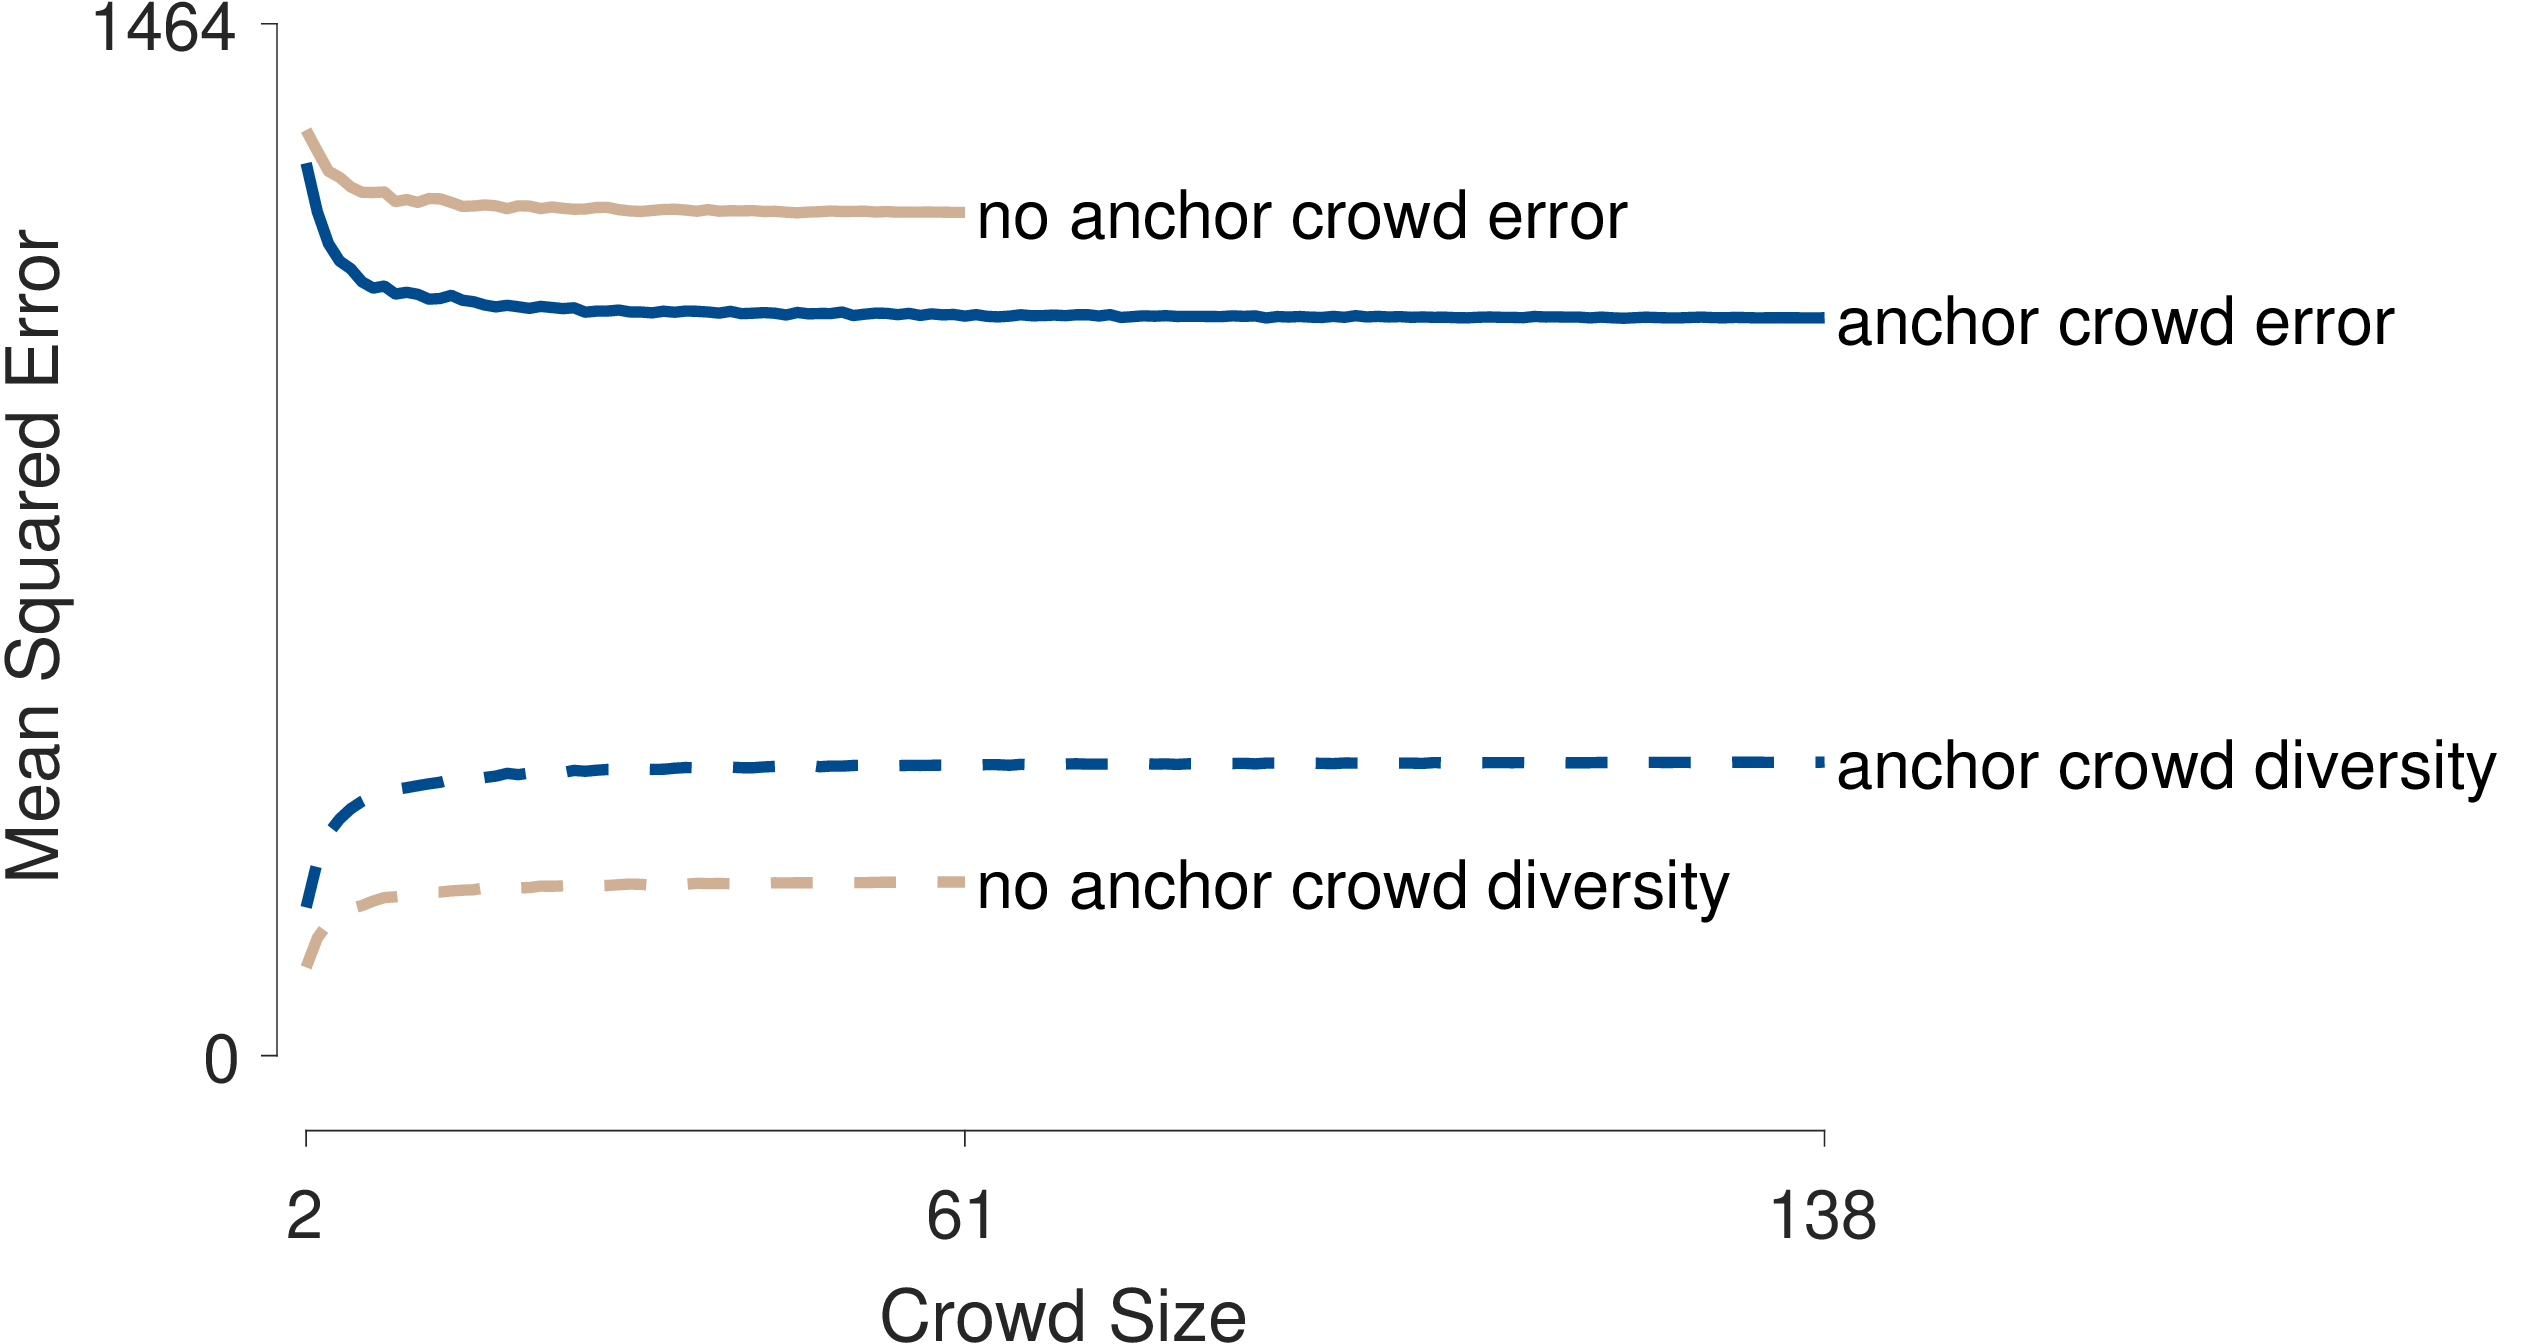 1464
Mean Squared Error
no anchor crowd error
anchor crowd error
anchor crowd diversity
no anchor crowd diversity
0
2
61
138
Crowd Size